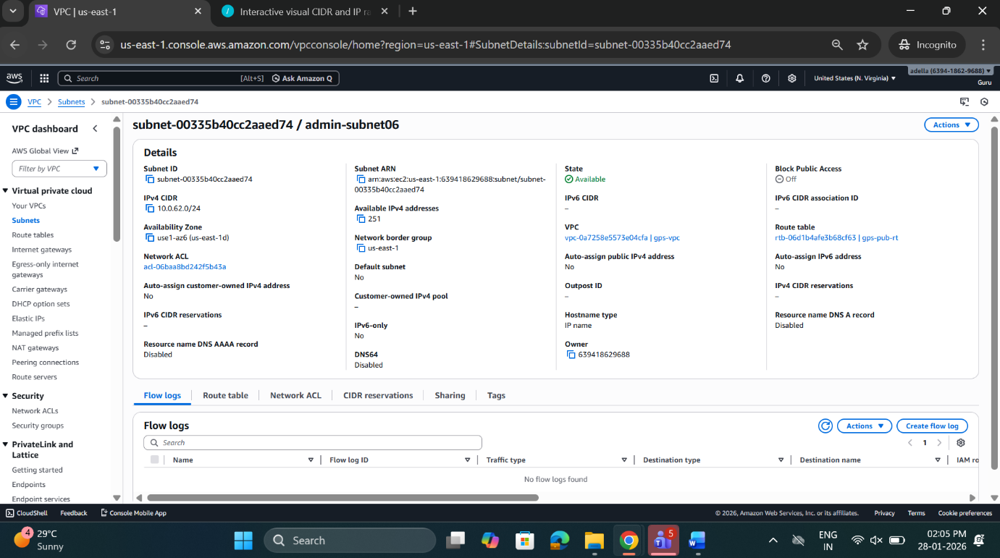 VPC | us-east-1
Interactive visual CIDR and IP ra
us-east-1.console.aws.amazon.com/vpcconsole/home?region=us-east-1#SubnetDetails:subnetId=subnet-00335b40cc2aaed74
Incognito
aws
Search [Alt+S] Ask Amazon Q
United States (N. Virginia)
adella (6394-1862-9688)
Guru
VPC > Subnets > subnet-00335b40cc2aaed74
VPC dashboard
AWS Global View
Filter by VPC
Virtual private cloud
Your VPCs
Subnets
Route tables
Internet gateways
Egress-only internet
gateways
Carrier gateways
DHCP option sets
Elastic IPs
Managed prefix lists
NAT gateways
Peering connections
Route servers
Security
Network ACLs
Security groups
PrivateLink and
Lattice
Getting started
Endpoints
Endpoint services
subnet-00335b40cc2aaed74 / admin-subnet06
Actions
Details
Subnet ID
subnet-00335b40cc2aaed74
IPv4 CIDR
10.0.62.0/24
Availability Zone
use1-az6 (us-east-1d)
Network ACL
acl-06baa8bd242f5b43a
Auto-assign customer-owned IPv4 address
No
IPv6 CIDR reservations
–
Resource name DNS AAAA record
Disabled
Subnet ARN
arn:aws:ec2:us-east-1:639418629688:subnet/subnet-
00335b40cc2aaed74
Available IPv4 addresses
251
Network border group
us-east-1
Default subnet
No
Customer-owned IPv4 pool
–
IPv6-only
No
DNS64
Disabled
State
Available
IPv6 CIDR
–
VPC
vpc-0a7258e5573e04cfa | gps-vpc
Auto-assign public IPv4 address
No
Outpost ID
–
Hostname type
IP name
Owner
639418629688
Block Public Access
Off
IPv6 CIDR association ID
–
Route table
rtb-06d1b4afe3b68cf63 | gps-pub-rt
Auto-assign IPv6 address
No
IPv4 CIDR reservations
–
Resource name DNS A record
Disabled
Flow logs Route table Network ACL CIDR reservations Sharing Tags
Flow logs
Actions Create flow log
Search
1
Name Flow log ID Traffic type Destination type Destination name IAM ro
No flow logs found
CloudShell Feedback Console Mobile App
© 2026, Amazon Web Services, Inc. or its affiliates. Privacy Terms Cookie preferences
4
29°C
Sunny
Search
5
ENG
IN
02:05 PM
28-01-2026